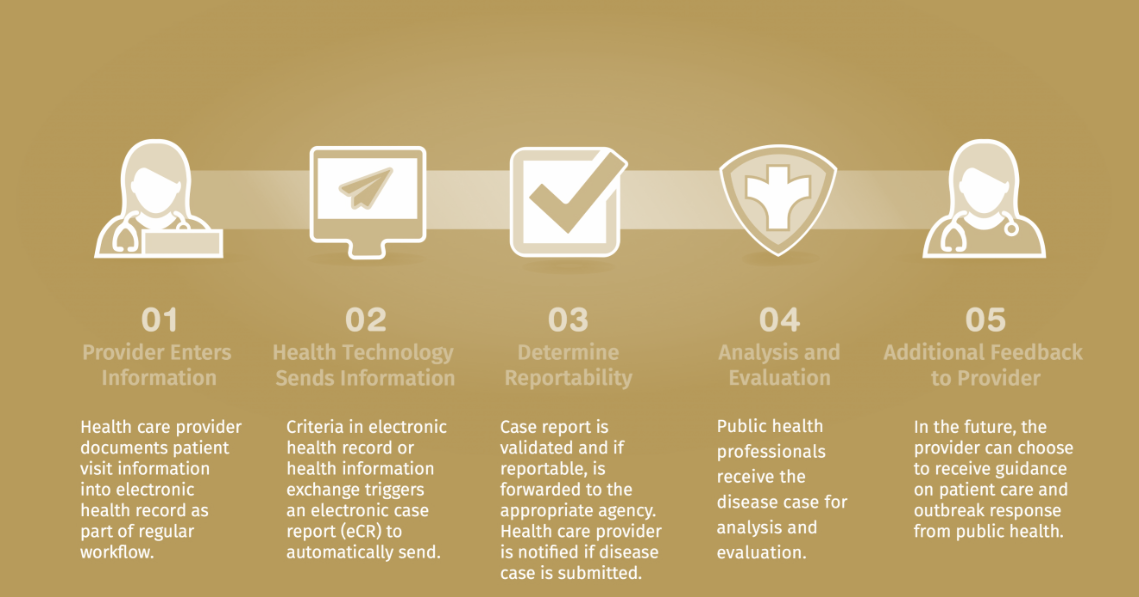 01
Provider Enters
Information
Health care provider
documents patient
visit information
into electronic
health record as
part of regular
workflow.
02
Health Technology
Sends Information
Criteria in electronic
health record or
health information
exchange triggers
an electronic case
report (eCR) to
automatically send.
03
Determine
Reportability
Case report is
validated and if
reportable, is
forwarded to the
appropriate agency.
Health care provider
is notified if disease
case is submitted.
04
Analysis and
Evaluation
Public health
professionals
receive the
disease case for
analysis and
evaluation.
05
Additional Feedback
to Provider
In the future, the
provider can choose
to receive guidance
on patient care and
outbreak response
from public health.